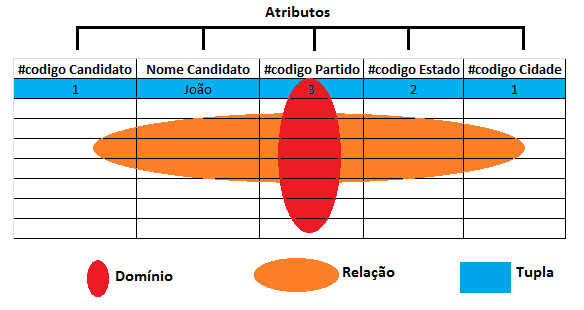 Atributos
#codigo Candidato Nome Candidato #codigo Partido #codigo Estado #codigo Cidade
1 João 3 2 1
Domínio Relação Tupla